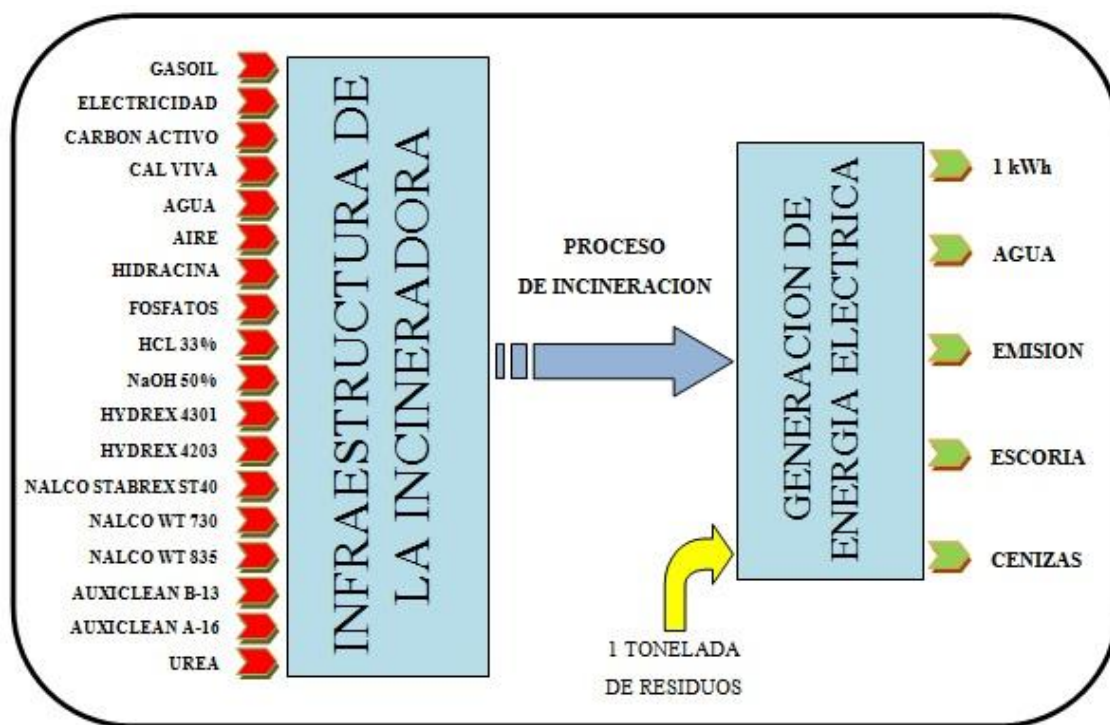 GASOIL
ELECTRICIDAD
CARBON ACTIVO
CAL VIVA
AGUA
AIRE
HIDRACINA
FOSFATOS
HCL 33%
NaOH 50%
HYDREX 4301
HYDREX 4203
NALCO STABREX ST40
NALCO WT 730
NALCO WT 835
AUXICLEAN B-13
AUXICLEAN A-16
UREA
INFRAESTRUCTURA DE
LA INCINERADORA
PROCESO
DE INCINERACION
1 TONELADA
DE RESIDUOS
GENERACION DE
ENERGIA ELECTRICA
1 kWh
AGUA
EMISION
ESCORIA
CENIZAS